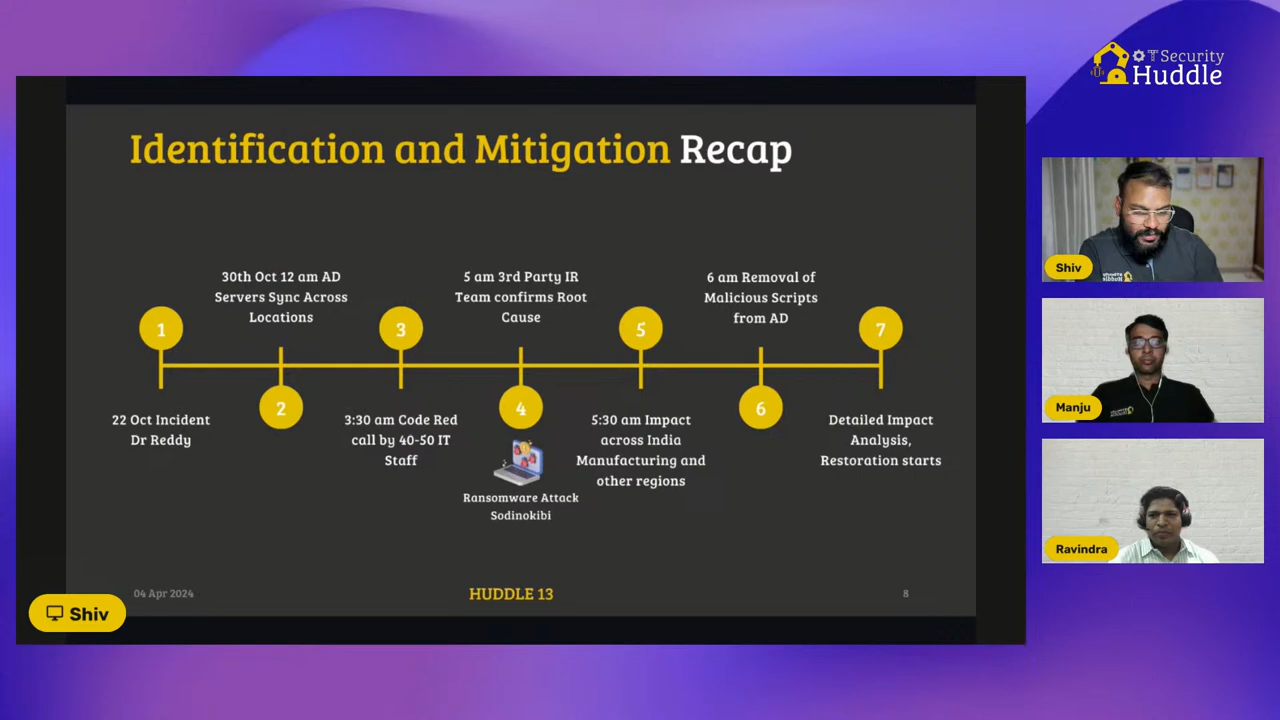 OT Security
Huddle
Identification and Mitigation Recap
30th Oct 12 am AD
Servers Sync Across
Locations
5 am 3rd Party IR
Team confirms Root
Cause
6 am Removal of
Malicious Scripts
from AD
1
3
5
7
2
4
6
22 Oct Incident
Dr Reddy
3:30 am Code Red
call by 40-50 IT
Staff
Ransomware Attack
Sodinokibi
5:30 am Impact
across India
Manufacturing and
other regions
Detailed Impact
Analysis,
Restoration starts
04 Apr 2024
HUDDLE 13
8
Shiv
Shiv
Manju
Ravindra